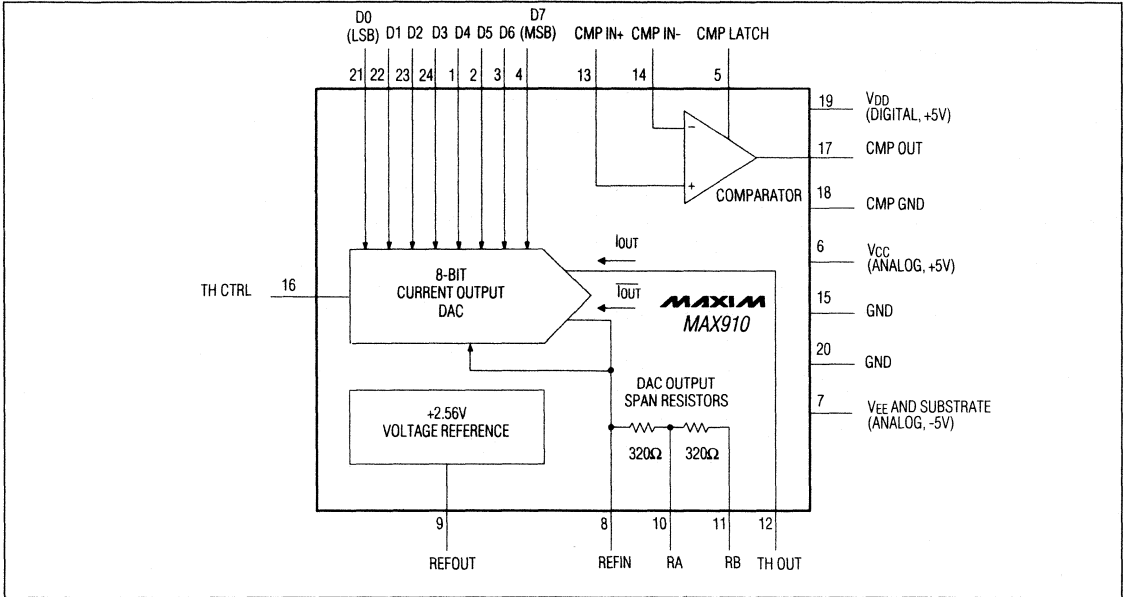 D7
D0
(LSB) D1 D2 D3 D4 D5 D6 (MSB) CMP IN+ CMP IN- CMP LATCH
21 22 23 24 1 2 3 4 13 14 5
19 VDD
(DIGITAL, +5V)
17 CMP OUT
−
+
COMPARATOR
18 CMP GND
6 VCC
(ANALOG, +5V)
IOUT
8-BIT
CURRENT OUTPUT
DAC
TH CTRL 16
IOUT
MAXIM
MAX910
15 GND
20 GND
DAC OUTPUT
SPAN RESISTORS
7 VEE AND SUBSTRATE
(ANALOG, -5V)
+2.56V
VOLTAGE REFERENCE
320Ω 320Ω
9 8 10 11 12
REFOUT REFIN RA RB TH OUT